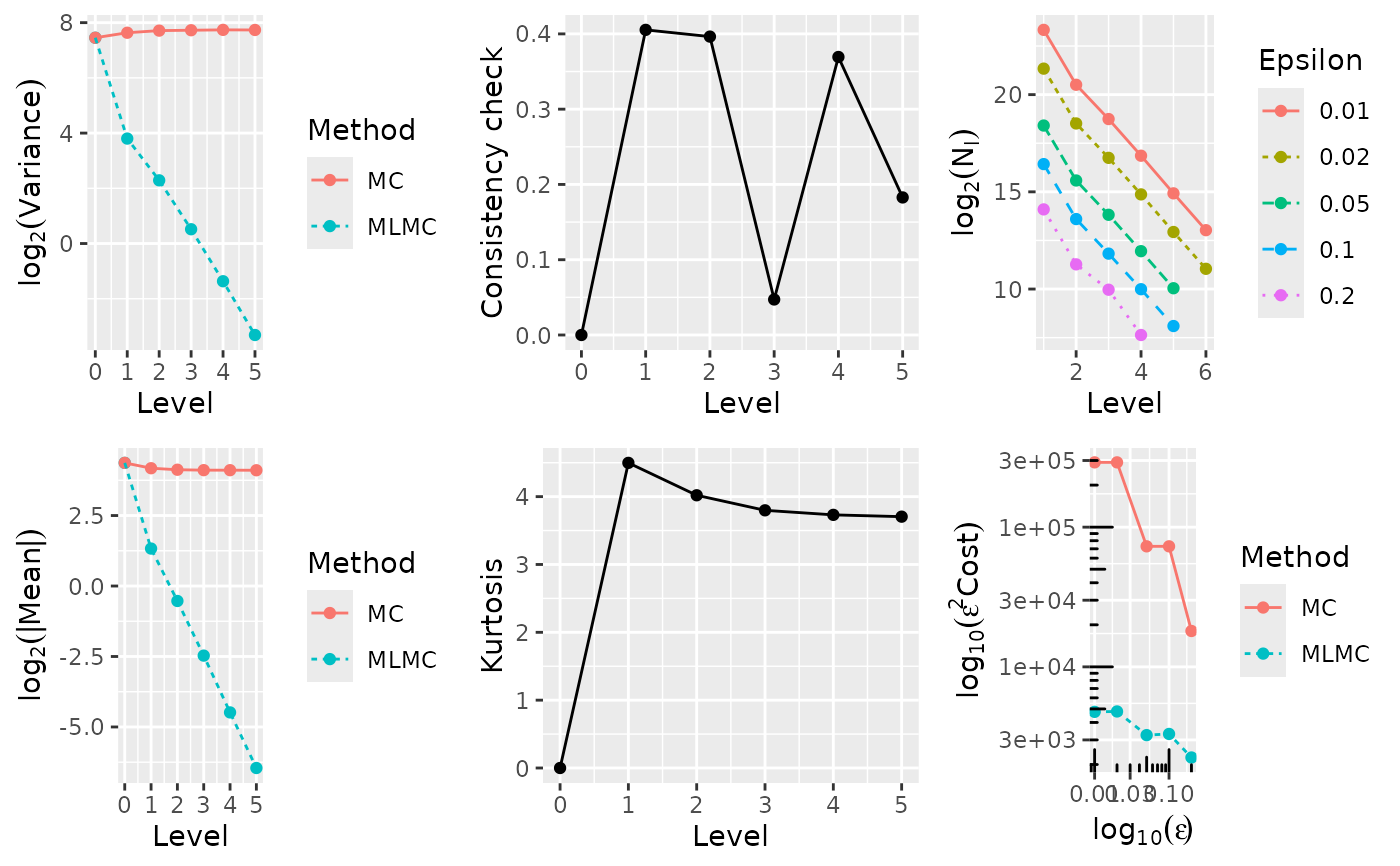 log2(Variance)
8
4
0
0 1 2 3 4 5
Level
Method
MC
MLMC
Consistency check
0.4
0.3
0.2
0.1
0.0
0 1 2 3 4 5
Level
log2(Nl)
20
15
10
2 4 6
Level
Epsilon
0.01
0.02
0.05
0.1
0.2
log2(|Mean|)
2.5
0.0
-2.5
-5.0
0 1 2 3 4 5
Level
Method
MC
MLMC
Kurtosis
4
3
2
1
0
0 1 2 3 4 5
Level
log10(ε2Cost)
3e+05
1e+05
3e+04
1e+04
3e+03
0.10
log10(ε)
Method
MC
MLMC